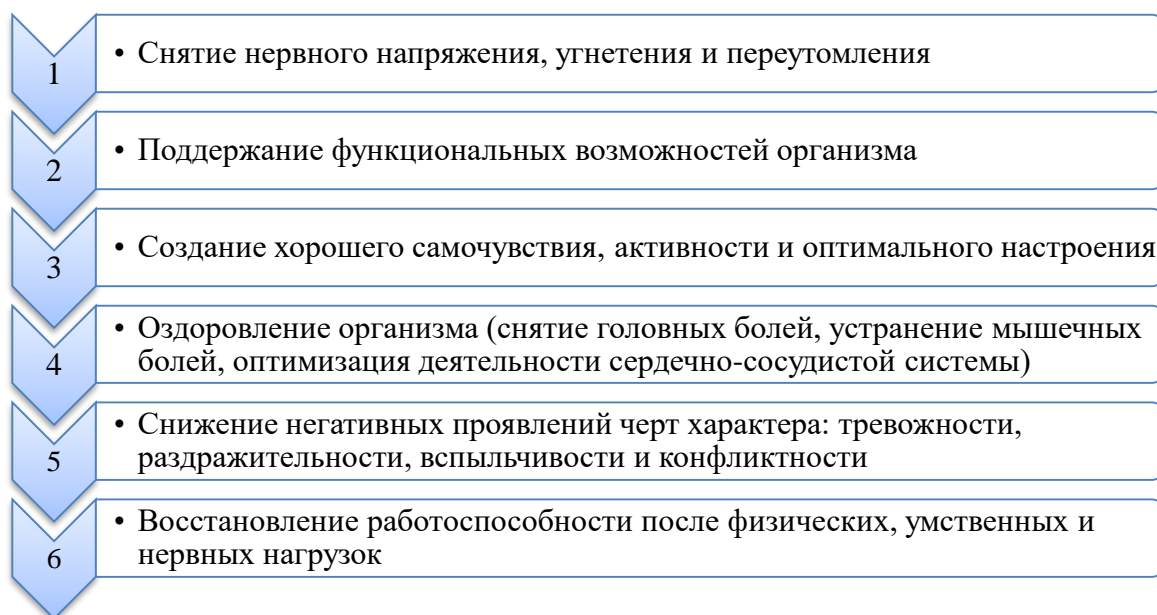 1
• Снятие нервного напряжения, угнетения и переутомления
2
• Поддержание функциональных возможностей организма
3
• Создание хорошего самочувствия, активности и оптимального настроения
4
• Оздоровление организма (снятие головных болей, устранение мышечных
болей, оптимизация деятельности сердечно-сосудистой системы)
5
• Снижение негативных проявлений черт характера: тревожности,
раздражительности, вспыльчивости и конфликтности
6
• Восстановление работоспособности после физических, умственных и
нервных нагрузок